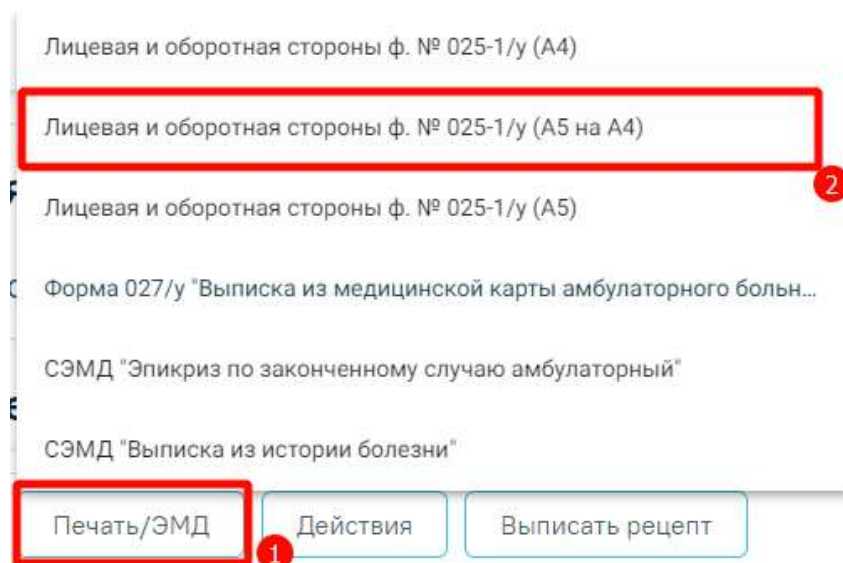 Лицевая и оборотная стороны ф. № 025-1/у (А4)
Лицевая и оборотная стороны ф. № 025-1/у (А5 на А4)
2
Лицевая и оборотная стороны ф. № 025-1/у (А5)
Форма 027/у "Выписка из медицинской карты амбулаторного больн...
СЭМД "Эпикриз по законченному случаю амбулаторный"
СЭМД "Выписка из истории болезни"
Печать/ЭМД Действия Выписать рецепт
1